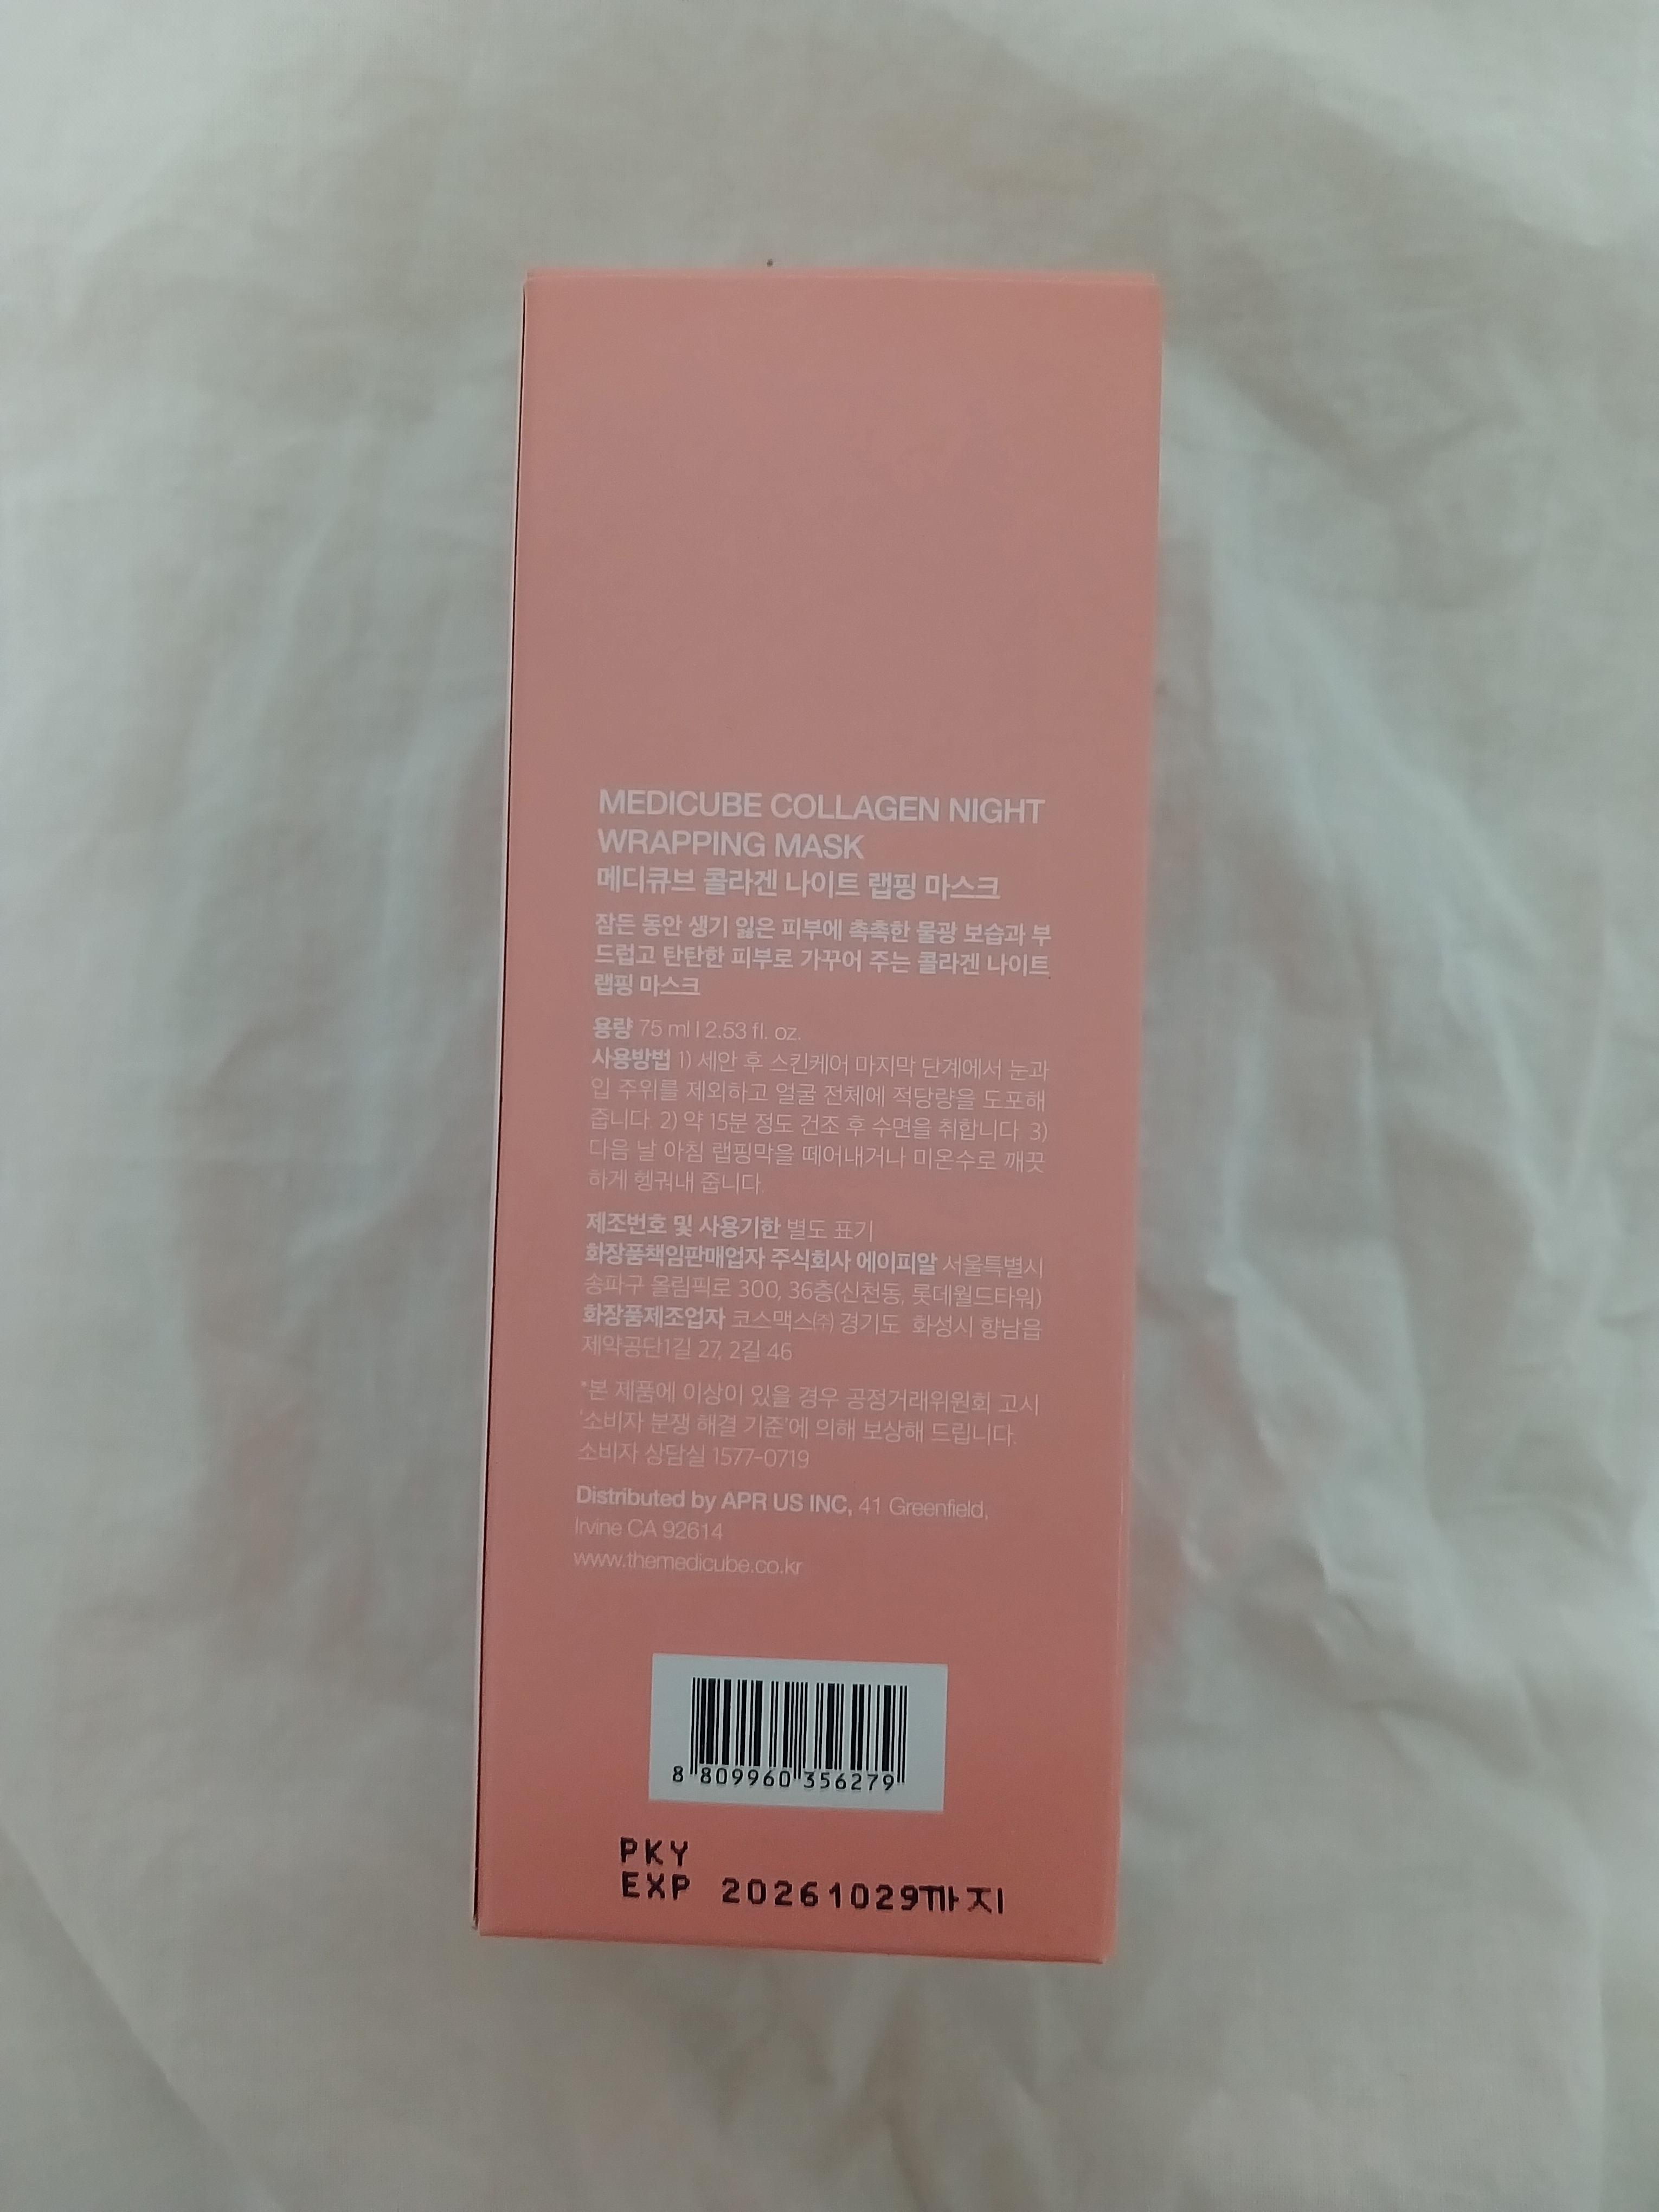 MEDICUBE COLLAGEN NIGHT
WRAPPING MASK
메디큐브 콜라겐 나이트 랩핑 마스크
잠든 동안 생기 잃은 피부에 촉촉한 물광 보습과 부
드럽고 탄탄한 피부로 가꾸어 주는 콜라겐 나이트
랩핑 마스크
용량 75 ml l 2.53 fl. oz.
사용방법 1) 세안 후 스킨케어 마지막 단계에서 눈과
입 주위를 제외하고 얼굴 전체에 적당량을 도포해
줍니다. 2) 약 15분 정도 건조 후 수면을 취합니다. 3)
다음 날 아침 랩핑막을 떼어내거나 미온수로 깨끗
하게 헹궈내 줍니다.
제조번호 및 사용기한 별도 표기
화장품책임판매업자 주식회사 에이피알 서울특별시
송파구 올림픽로 300, 36층(신천동, 롯데월드타워)
화장품제조업자 코스맥스㈜ 경기도 화성시 향남읍
제약공단1길 27, 2길 46
*본 제품에 이상이 있을 경우 공정거래위원회 고시
'소비자 분쟁 해결 기준'에 의해 보상해 드립니다.
소비자 상담실 1577-0719
Distributed by APR US INC, 41 Greenfield,
Irvine CA 92614
www.themedicube.co.kr
8 809960 356279
PKY
EXP 20261029까지